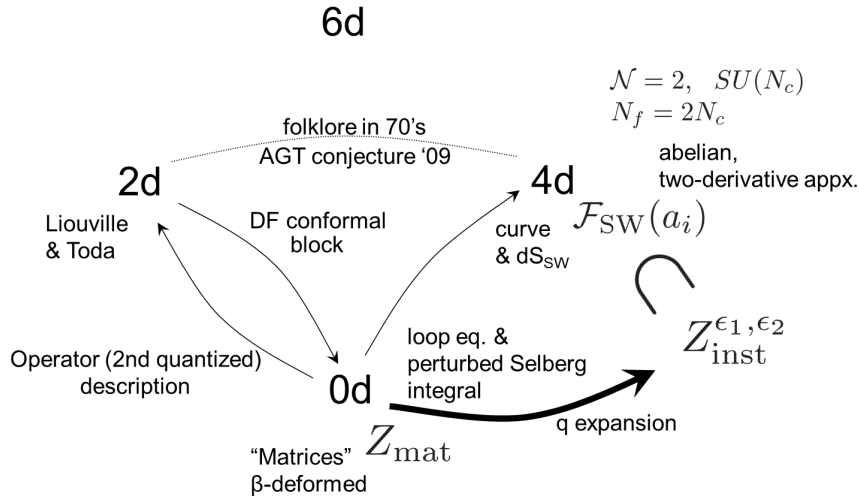 6d
𝒩 = 2, SU(N_c)
N_f = 2N_c
folklore in 70's
AGT conjecture ‘09
abelian,
two-derivative appx.
2d
4d
ℱ_SW(a_i)
Liouville
& Toda
DF conformal
block
curve
& dS_SW
Z_inst^{ϵ_1,ϵ_2}
Operator (2nd quantized)
description
loop eq. &
perturbed Selberg
integral
0d
q expansion
Z_mat
“Matrices”
β-deformed